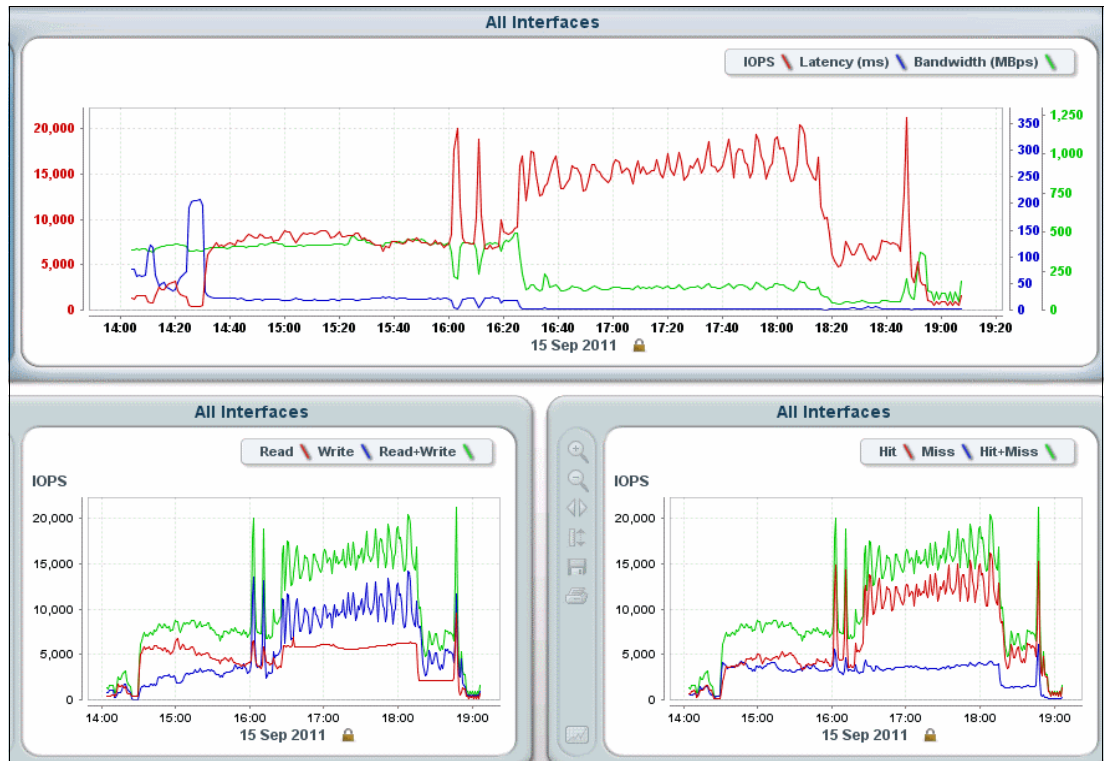 All Interfaces
IOPS Latency (ms) Bandwidth (MBps)
20,000 350 1,250
15,000 300 1,000
10,000 250 750
5,000 200 500
0 150 250
100 0
50
0
14:00 14:20 14:40 15:00 15:20 15:40 16:00 16:20 16:40 17:00 17:20 17:40 18:00 18:20 18:40 19:00 19:20
15 Sep 2011
All Interfaces
Read Write Read+Write
IOPS
20,000
15,000
10,000
5,000
0
14:00 15:00 16:00 17:00 18:00 19:00
15 Sep 2011
All Interfaces
Hit Miss Hit+Miss
IOPS
20,000
15,000
10,000
5,000
0
14:00 15:00 16:00 17:00 18:00 19:00
15 Sep 2011